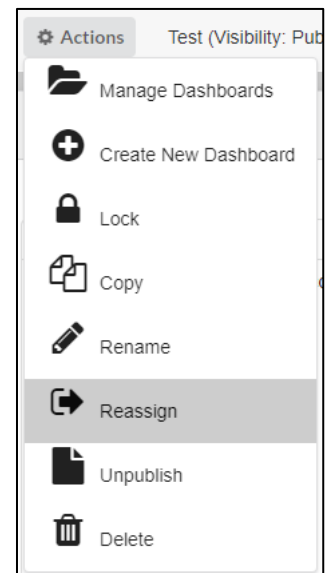 Actions Test (Visibility: Pub
Manage Dashboards
Create New Dashboard
Lock
Copy
Rename
Reassign
Unpublish
Delete